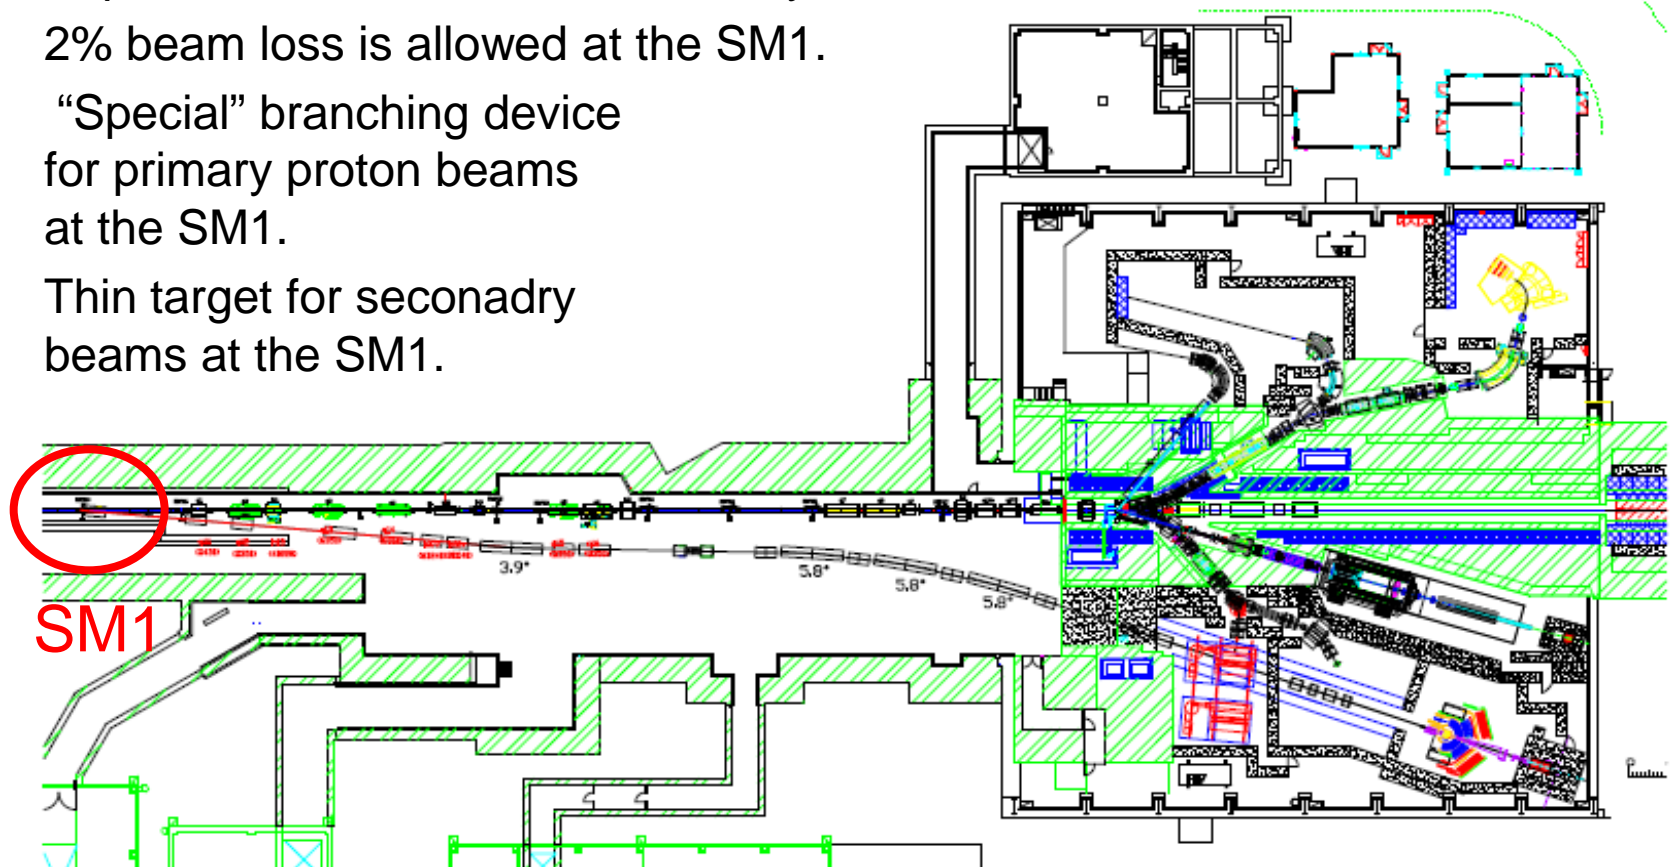 2% beam loss is allowed at the SM1.
“Special” branching device
for primary proton beams
at the SM1.
Thin target for seconadry
beams at the SM1.
3.9°
5.8°
5.8°
5.8°
SM1